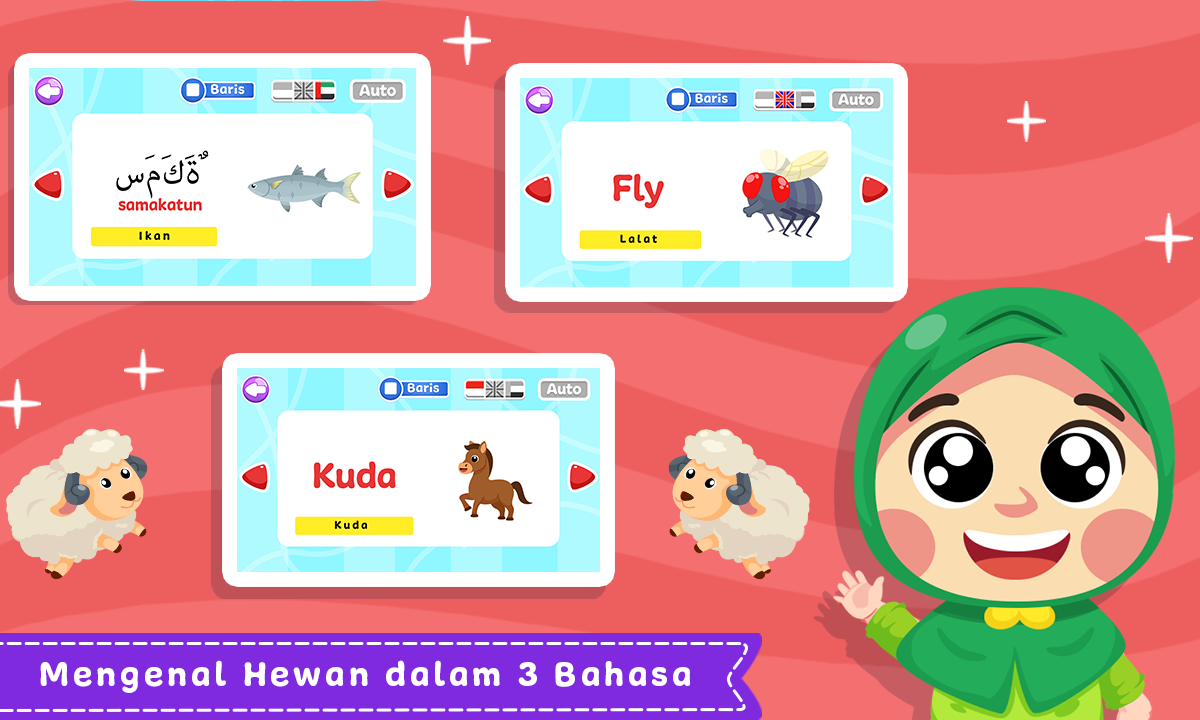 Baris
Auto
ةٌكَمَس
samakatun
Ikan
Baris
Auto
Fly
Lalat
Baris
Auto
Kuda
Kuda
Mengenal Hewan dalam 3 Bahasa